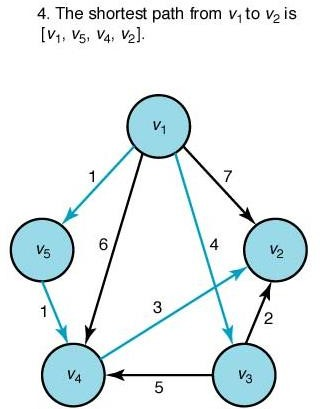 4. The shortest path from v₁ to v₂ is
[v₁, v₅, v₄, v₂].
v₁
1
7
6
4
v₅
v₂
1
3
2
v₄
v₃
5